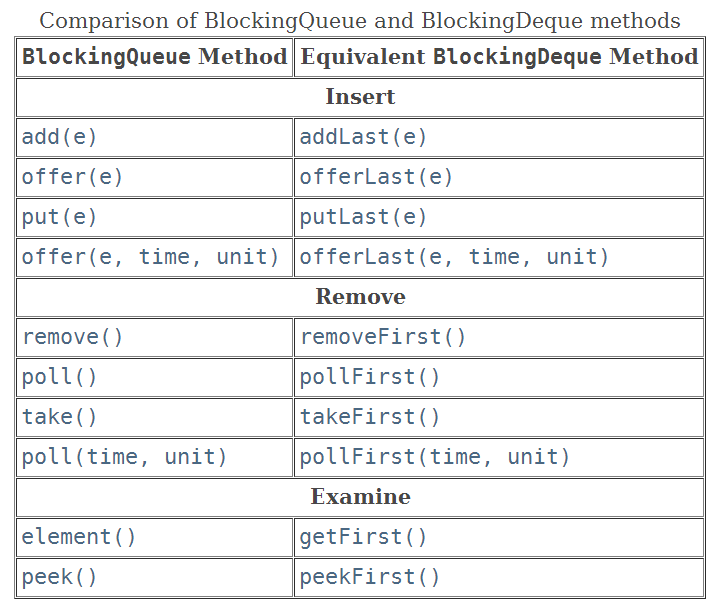 Comparison of BlockingQueue and BlockingDeque methods
BlockingQueue Method Equivalent BlockingDeque Method
Insert
add(e) addLast(e)
offer(e) offerLast(e)
put(e) putLast(e)
offer(e, time, unit) offerLast(e, time, unit)
Remove
remove() removeFirst()
poll() pollFirst()
take() takeFirst()
poll(time, unit) pollFirst(time, unit)
Examine
element() getFirst()
peek() peekFirst()